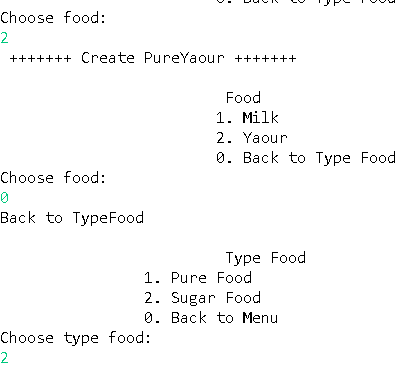 0. Back to Type Food
Choose food:
2
+++++++ Create PureYaour +++++++
Food
1. Milk
2. Yaour
0. Back to Type Food
Choose food:
0
Back to TypeFood
Type Food
1. Pure Food
2. Sugar Food
0. Back to Menu
Choose type food:
2